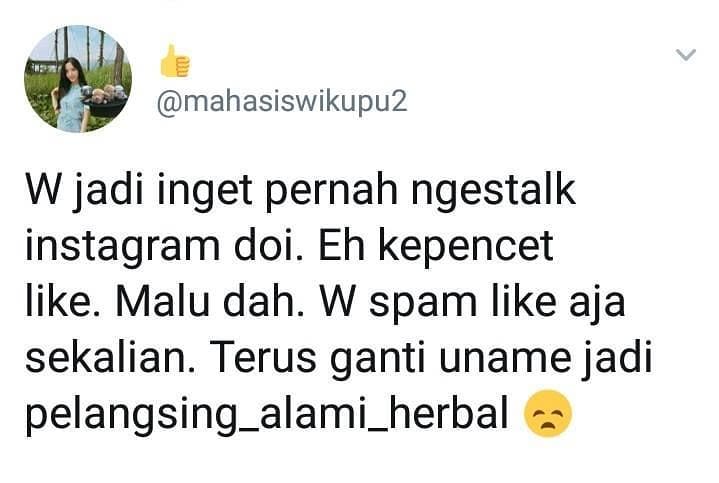 👍
@mahasiswikupu2
W jadi inget pernah ngestalk
instagram doi. Eh kepencet
like. Malu dah. W spam like aja
sekalian. Terus ganti uname jadi
pelangsing_alami_herbal 😞